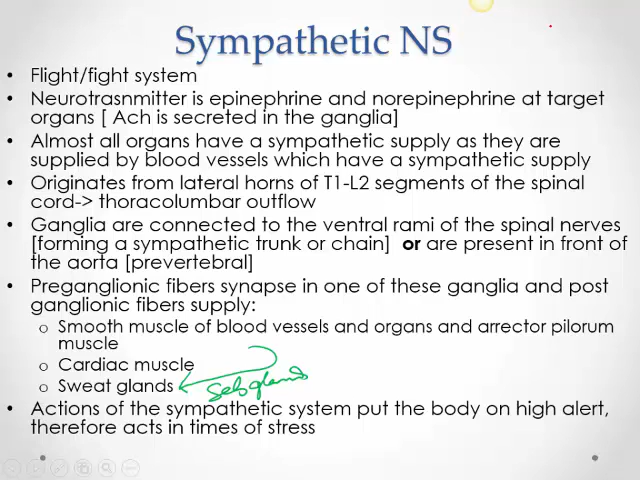 Sympathetic NS
• Flight/fight system
• Neurotrasnmitter is epinephrine and norepinephrine at target
organs [ Ach is secreted in the ganglia]
• Almost all organs have a sympathetic supply as they are
supplied by blood vessels which have a sympathetic supply
• Originates from lateral horns of T1-L2 segments of the spinal
cord-> thoracolumbar outflow
• Ganglia are connected to the ventral rami of the spinal nerves
[forming a sympathetic trunk or chain] or are present in front of
the aorta [prevertebral]
• Preganglionic fibers synapse in one of these ganglia and post
ganglionic fibers supply:
o Smooth muscle of blood vessels and organs and arrector pilorum
muscle
o Cardiac muscle
o Sweat glands
Seb glands
• Actions of the sympathetic system put the body on high alert,
therefore acts in times of stress